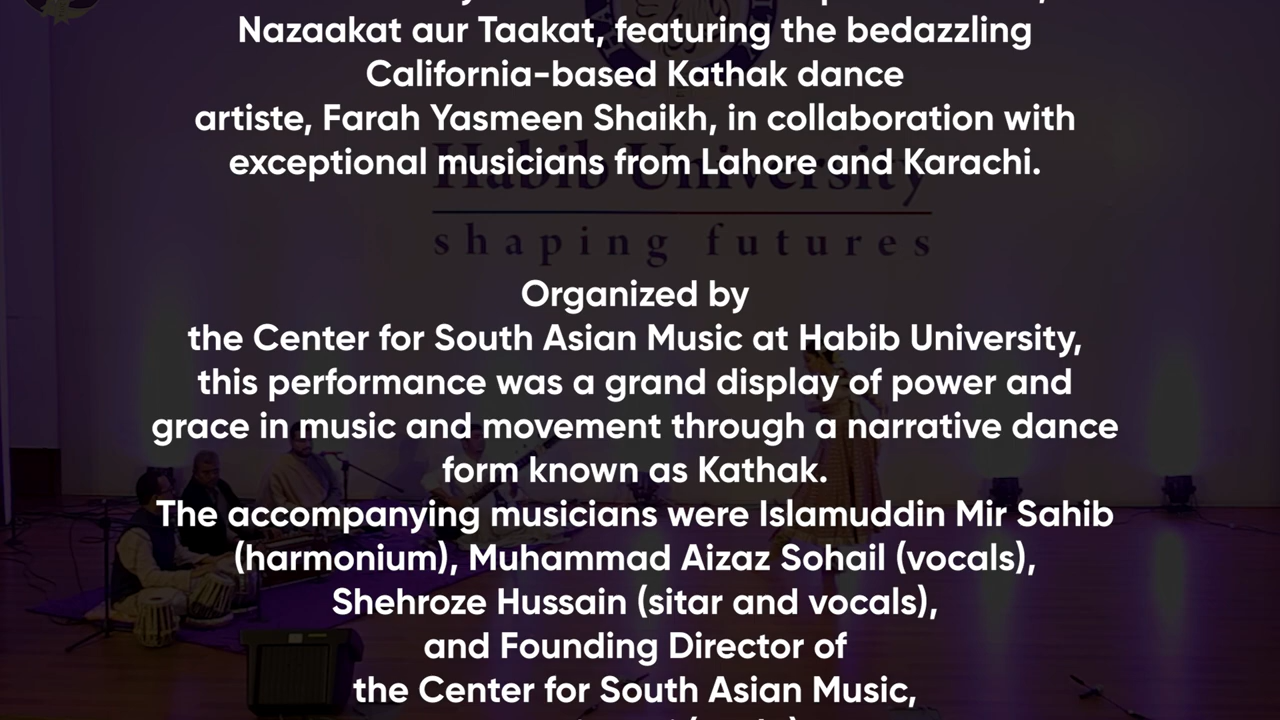 Nazaakat aur Taakat, featuring the bedazzling
California-based Kathak dance
artiste, Farah Yasmeen Shaikh, in collaboration with
exceptional musicians from Lahore and Karachi.
Habib University
shaping futures
Organized by
the Center for South Asian Music at Habib University,
this performance was a grand display of power and
grace in music and movement through a narrative dance
form known as Kathak.
The accompanying musicians were Islamuddin Mir Sahib
(harmonium), Muhammad Aizaz Sohail (vocals),
Shehroze Hussain (sitar and vocals),
and Founding Director of
the Center for South Asian Music,